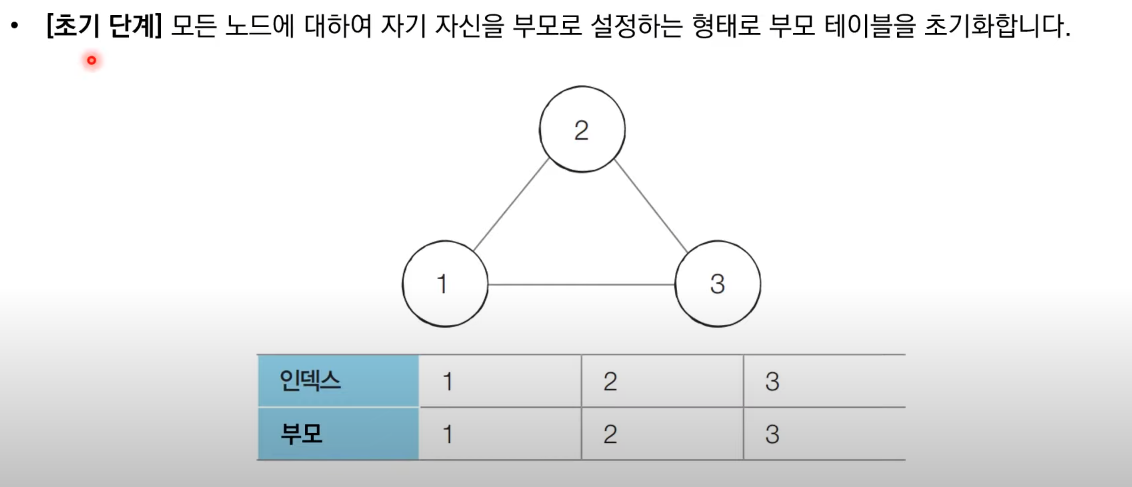 • [초기 단계] 모든 노드에 대하여 자기 자신을 부모로 설정하는 형태로 부모 테이블을 초기화합니다.
2
1
3
인덱스 1 2 3
부모 1 2 3